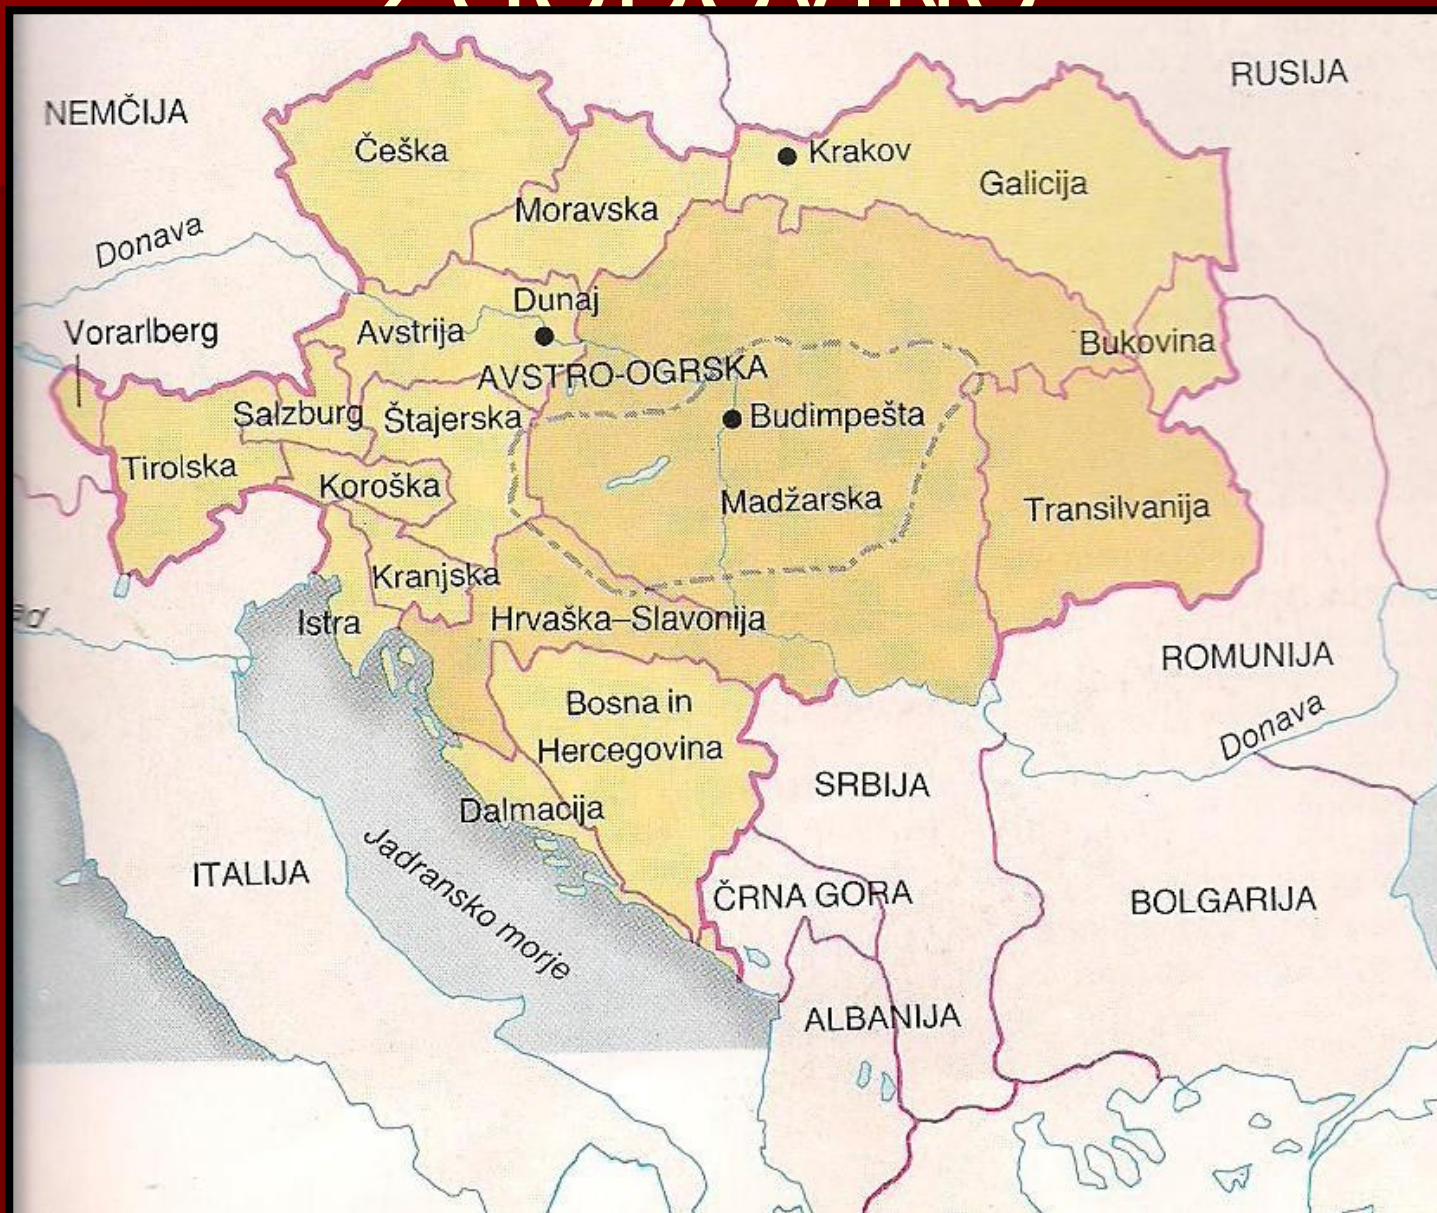 RUSIJA
NEMČIJA
Češka
Krakov
Galicija
Moravska
Donava
Dunaj
Vorarlberg
Avstrija
Bukovina
AVSTRO-OGRSKA
Salzburg
Štajerska
Budimpešta
Tirolska
Koroška
Madžarska
Transilvanija
Kranjska
Istra
Hrvaška–Slavonija
ROMUNIJA
Bosna in
Hercegovina
Donava
SRBIJA
Dalmacija
ITALIJA
Jadransko morje
ČRNA GORA
BOLGARIJA
ALBANIJA